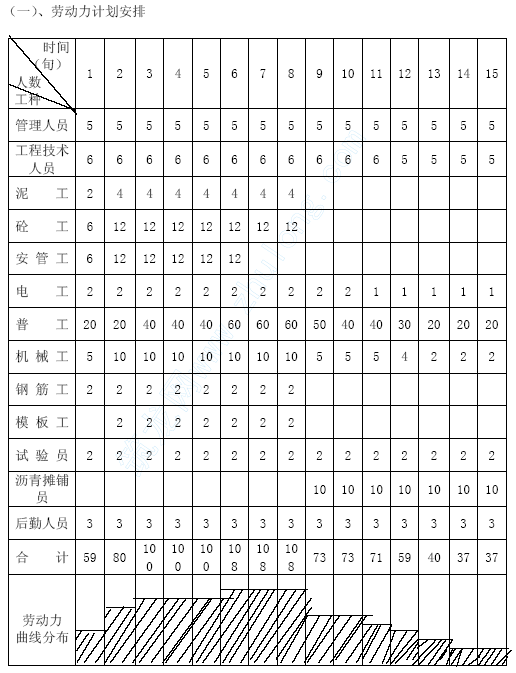 （一）、劳动力计划安排
时间
（旬） 1 2 3 4 5 6 7 8 9 10 11 12 13 14 15
人数
工种
管理人员 5 5 5 5 5 5 5 5 5 5 5 5 5 5 5
工程技术 6 6 6 6 6 6 6 6 6 6 6 5 5 5 5
人员
泥 工 2 4 4 4 4 4 4 4
砼 工 6 12 12 12 12 12 12 12
安 管 工 6 12 12 12 12 12
电 工 2 2 2 2 2 2 2 2 2 2 1 1 1 1 1
普 工 20 20 40 40 40 60 60 60 50 40 40 30 20 20 20
机 械 工 5 10 10 10 10 10 10 10 5 5 5 4 2 2 2
钢 筋 工 2 2 2 2 2 2 2 2
模 板 工 2 2 2 2 2 2 2
试 验 员 2 2 2 2 2 2 2 2 2 2 2 2 2 2 2
沥青摊铺 10 10 10 10 10 10 10
员
后勤人员 3 3 3 3 3 3 3 3 3 3 3 3 3 3 3
合 计 59 80 100 100 100 108 108 108 73 73 71 59 40 37 37
劳动力
曲线分布